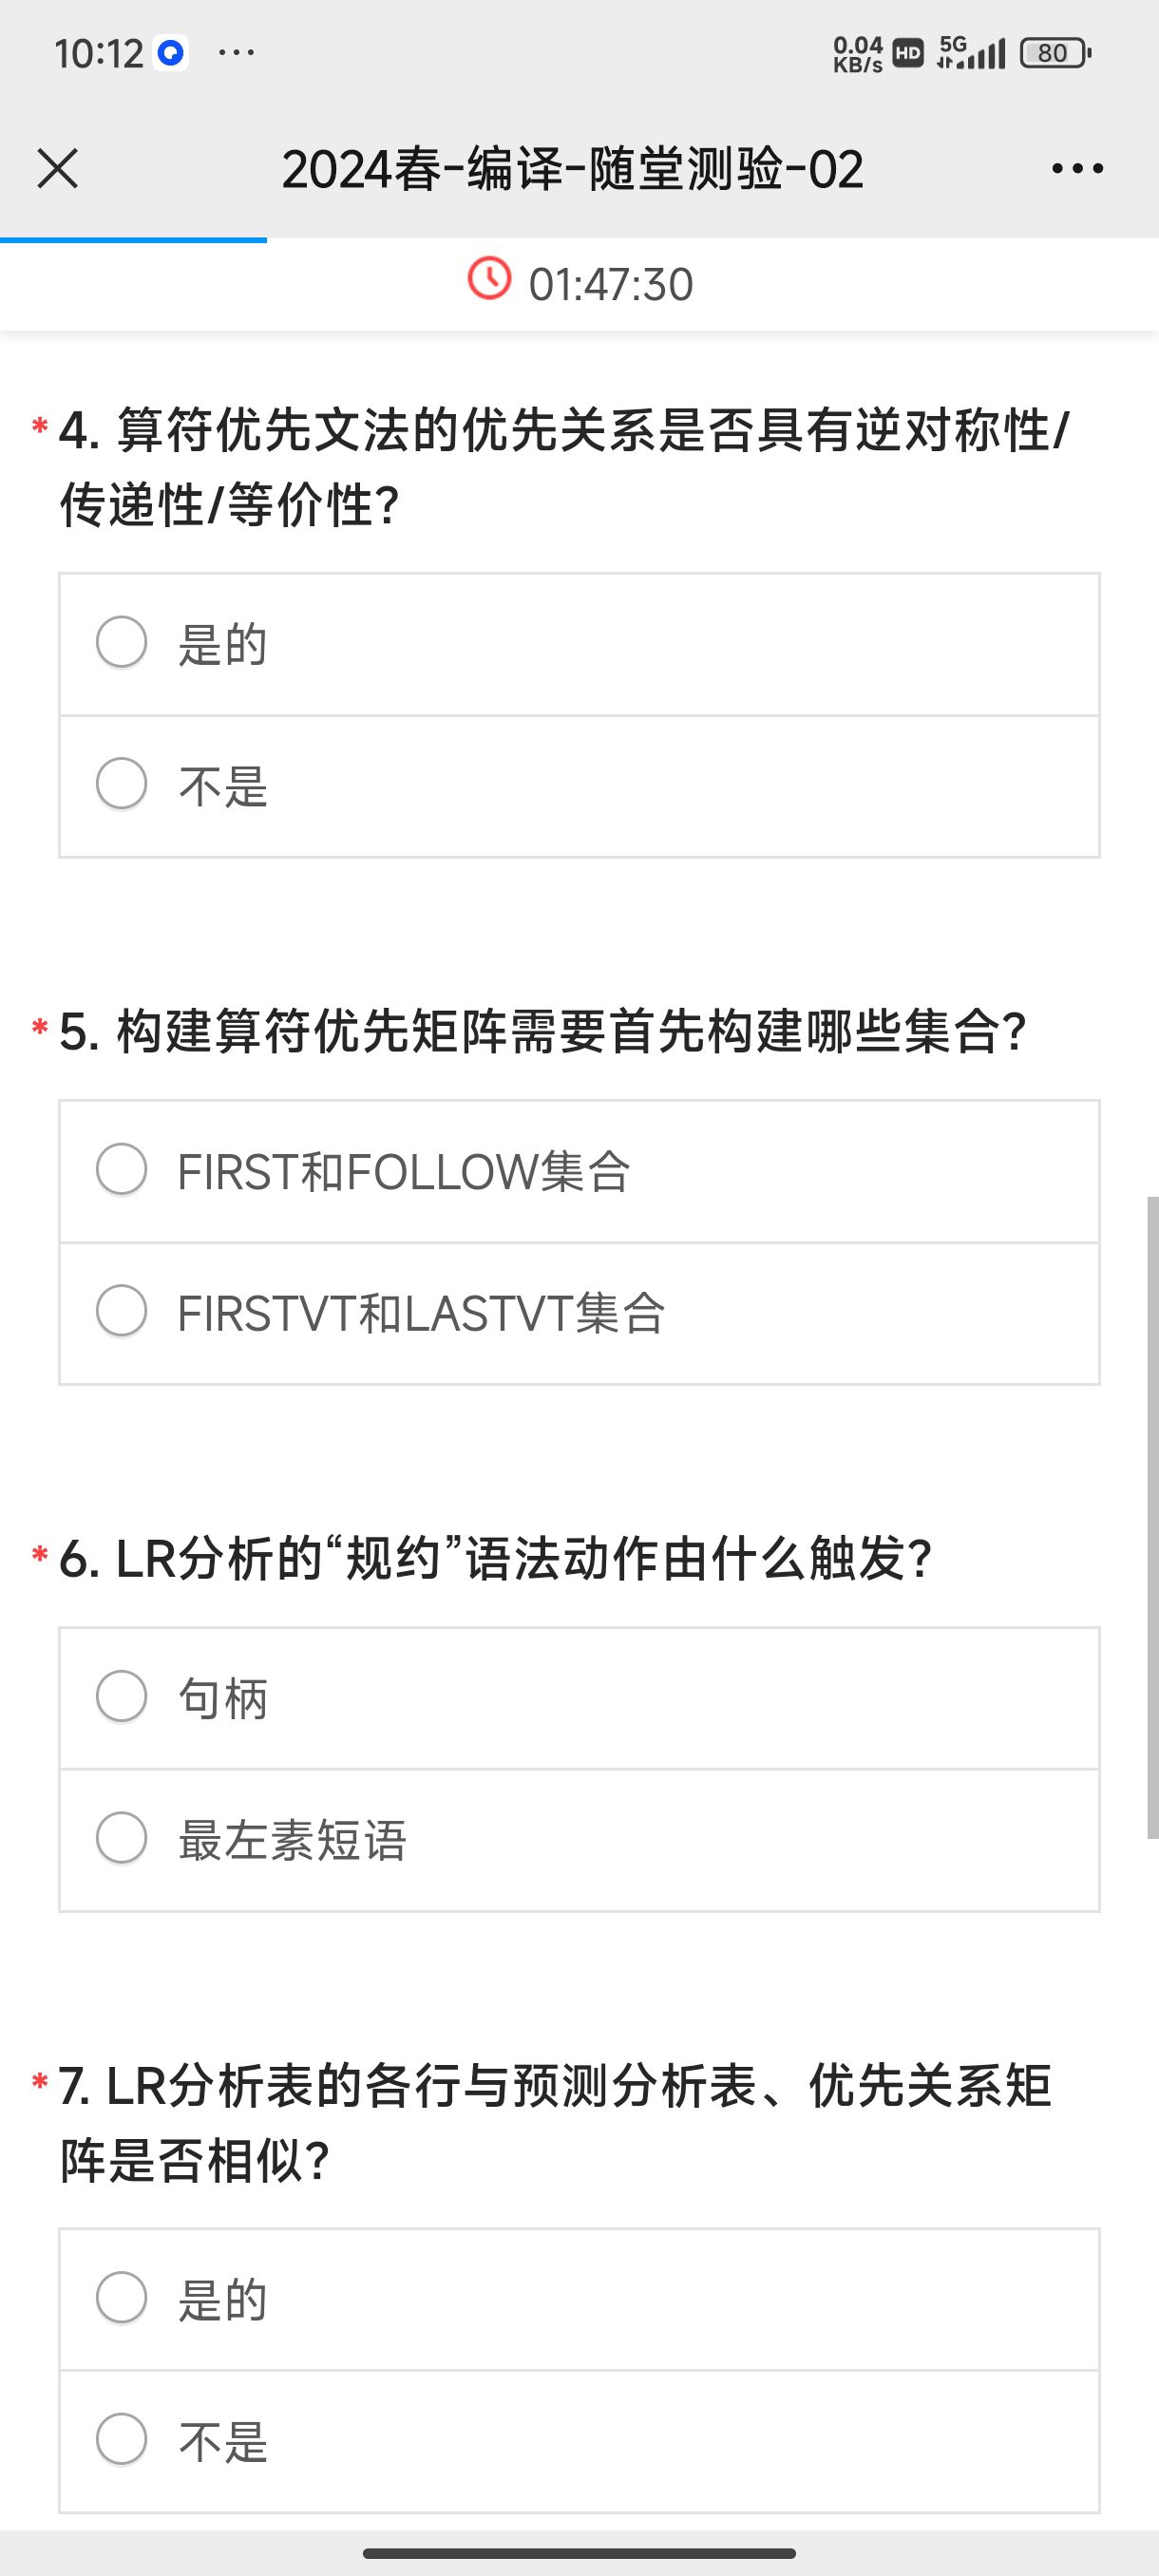 10:12 ... 0.04 KB/s HD 5G 80
2024春-编译-随堂测验-02
01:47:30
*4. 算符优先文法的优先关系是否具有逆对称性/
传递性/等价性?
是的
不是
*5. 构建算符优先矩阵需要首先构建哪些集合?
FIRST和FOLLOW集合
FIRSTVT和LASTVT集合
*6. LR分析的“规约”语法动作由什么触发?
句柄
最左素短语
*7. LR分析表的各行与预测分析表、优先关系矩
阵是否相似?
是的
不是